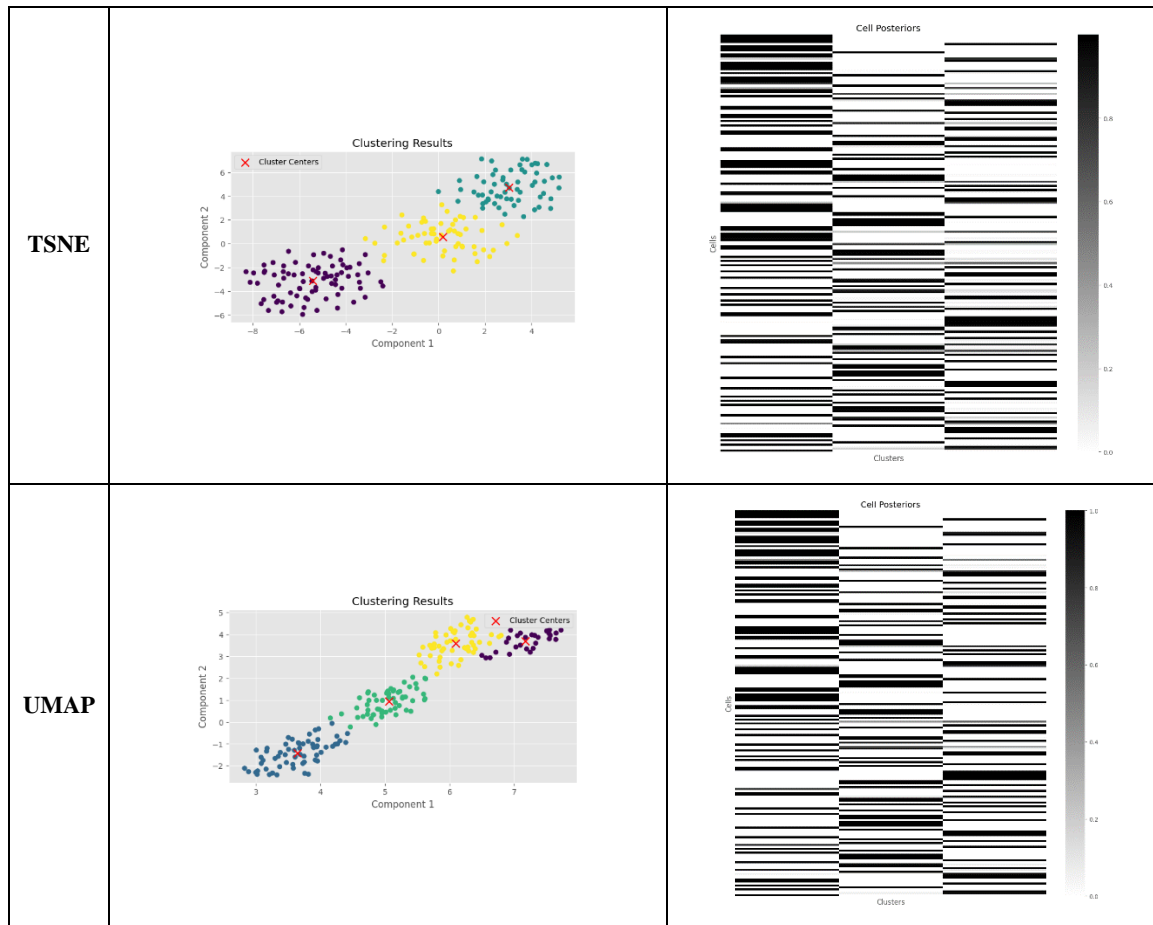 TSNE
Clustering Results
Cluster Centers
6
4
2
0
−2
−4
−6
Component 2
−8
−6
−4
−2
0
2
4
Component 1
Cell Posteriors
Cells
Clusters
0.8
0.6
0.4
0.2
0.0
UMAP
Clustering Results
Cluster Centers
5
4
3
2
1
0
−1
−2
Component 2
3
4
5
6
7
Component 1
Cell Posteriors
Cells
Clusters
1.0
0.8
0.6
0.4
0.2
0.0